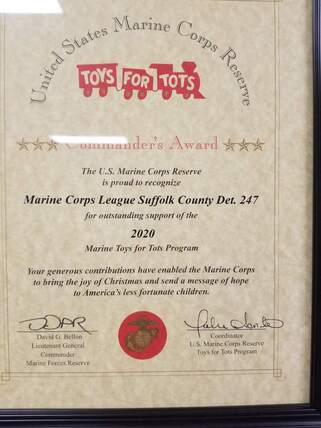 United States Marine Corps Reserve
TOYS FOR TOTS
Commander's Award
The U.S. Marine Corps Reserve
is proud to recognize
Marine Corps League Suffolk County Det. 247
for outstanding support of the
2020
Marine Toys for Tots Program
Your generous contributions have enabled the Marine Corps
to bring the joy of Christmas and send a message of hope
to America's less fortunate children.
David G. Bellon
Lieutenant General
Commander
Marine Forces Reserve
Coordinator
U.S. Marine Corps Reserve
Toys for Tots Program